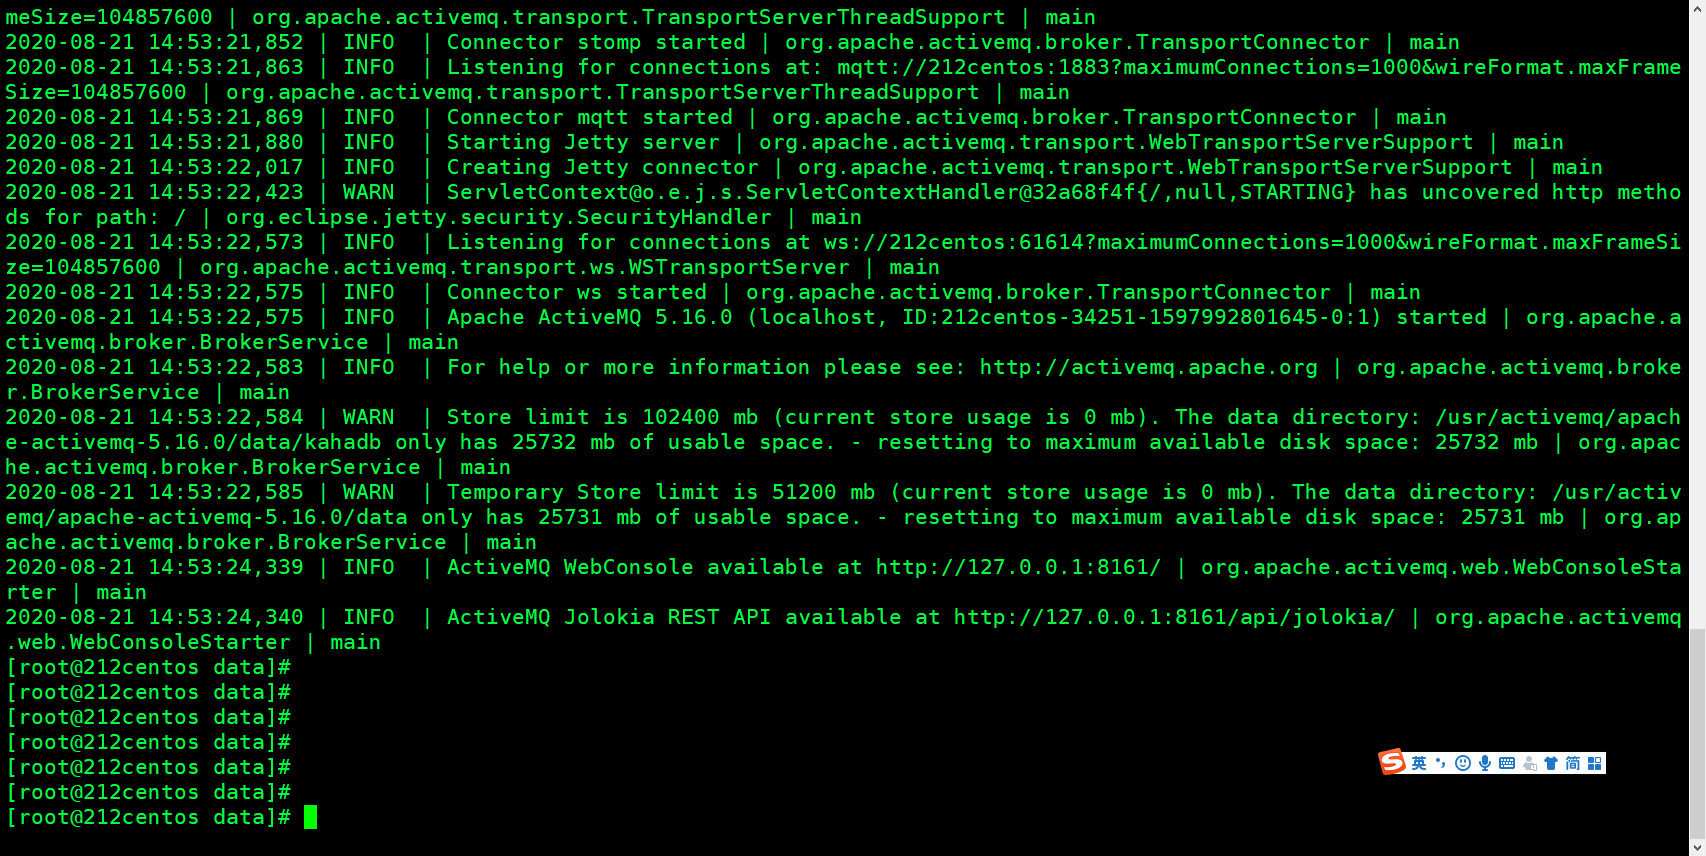 meSize=104857600 | org.apache.activemq.transport.TransportServerThreadSupport | main
2020-08-21 14:53:21,852 | INFO  | Connector stomp started | org.apache.activemq.broker.TransportConnector | main
2020-08-21 14:53:21,863 | INFO  | Listening for connections at: mqtt://212centos:1883?maximumConnections=1000&wireFormat.maxFrame
Size=104857600 | org.apache.activemq.transport.TransportServerThreadSupport | main
2020-08-21 14:53:21,869 | INFO  | Connector mqtt started | org.apache.activemq.broker.TransportConnector | main
2020-08-21 14:53:21,880 | INFO  | Starting Jetty server | org.apache.activemq.transport.WebTransportServerSupport | main
2020-08-21 14:53:22,017 | INFO  | Creating Jetty connector | org.apache.activemq.transport.WebTransportServerSupport | main
2020-08-21 14:53:22,423 | WARN  | ServletContext@o.e.j.s.ServletContextHandler@32a68f4f{/,null,STARTING} has uncovered http metho
ds for path: / | org.eclipse.jetty.security.SecurityHandler | main
2020-08-21 14:53:22,573 | INFO  | Listening for connections at ws://212centos:61614?maximumConnections=1000&wireFormat.maxFrameSi
ze=104857600 | org.apache.activemq.transport.ws.WSTransportServer | main
2020-08-21 14:53:22,575 | INFO  | Connector ws started | org.apache.activemq.broker.TransportConnector | main
2020-08-21 14:53:22,575 | INFO  | Apache ActiveMQ 5.16.0 (localhost, ID:212centos-34251-1597992801645-0:1) started | org.apache.a
ctivemq.broker.BrokerService | main
2020-08-21 14:53:22,583 | INFO  | For help or more information please see: http://activemq.apache.org | org.apache.activemq.broke
r.BrokerService | main
2020-08-21 14:53:22,584 | WARN  | Store limit is 102400 mb (current store usage is 0 mb). The data directory: /usr/activemq/apach
e-activemq-5.16.0/data/kahadb only has 25732 mb of usable space. - resetting to maximum available disk space: 25732 mb | org.apac
he.activemq.broker.BrokerService | main
2020-08-21 14:53:22,585 | WARN  | Temporary Store limit is 51200 mb (current store usage is 0 mb). The data directory: /usr/activ
emq/apache-activemq-5.16.0/data only has 25731 mb of usable space. - resetting to maximum available disk space: 25731 mb | org.ap
ache.activemq.broker.BrokerService | main
2020-08-21 14:53:24,339 | INFO  | ActiveMQ WebConsole available at http://127.0.0.1:8161/ | org.apache.activemq.web.WebConsoleSta
rter | main
2020-08-21 14:53:24,340 | INFO  | ActiveMQ Jolokia REST API available at http://127.0.0.1:8161/api/jolokia/ | org.apache.activemq
.web.WebConsoleStarter | main
[root@212centos data]#
[root@212centos data]#
[root@212centos data]#
[root@212centos data]#
[root@212centos data]#
[root@212centos data]#
[root@212centos data]#
S 英 简